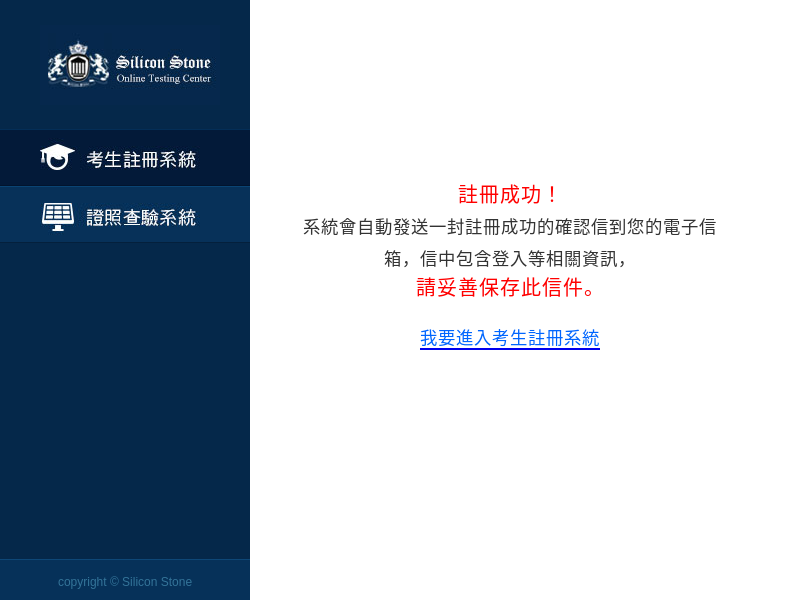 Silicon Stone
Online Testing Center
考生註冊系統
證照查驗系統
註冊成功！
系統會自動發送一封註冊成功的確認信到您的電子信
箱，信中包含登入等相關資訊，
請妥善保存此信件。
我要進入考生註冊系統
copyright © Silicon Stone